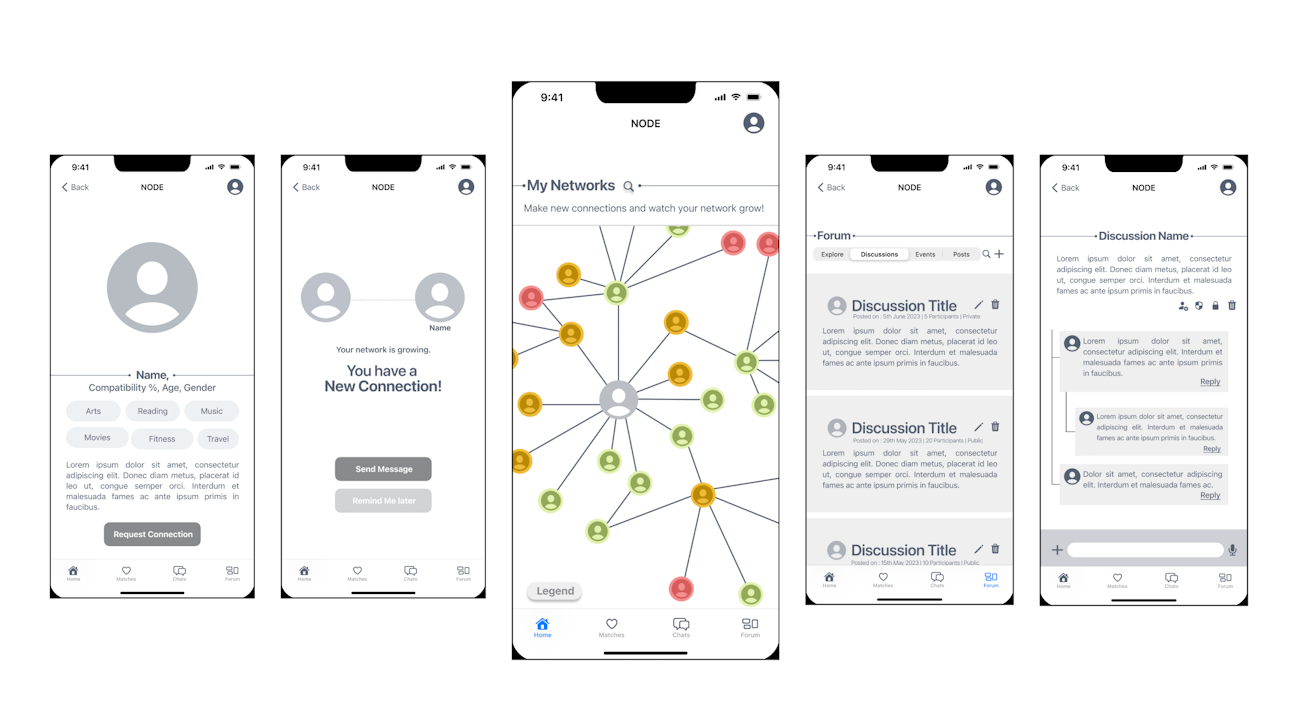 9:41
Back
NODE
Name,
Compatibility %, Age, Gender
Arts Reading Music
Movies Fitness Travel
Lorem ipsum dolor sit amet, consectetur
adipiscing elit. Donec diam metus, placerat
leo ut, congue semper orci. Interdum et
malesuada fames ac ante ipsum primis in
faucibus.
Request Connection
Home Matches Chats Forum
9:41
Back
NODE
Name
Your network is growing.
You have a
New Connection!
Send Message
Remind Me later
Home Matches Chats Forum
9:41
NODE
My Networks
Make new connections and watch your network grow!
Legend
Home Matches Chats Forum
9:41
Back
NODE
Forum
Explore Discussions Events Posts
Discussion Title
Posted on : 5th June 2023 | 5 Participants | Private
Lorem ipsum dolor sit amet, consectetur
adipiscing elit. Donec diam metus, placerat
leo ut, congue semper orci. Interdum et malesuada
fames ac ante ipsum primis in faucibus.
Discussion Title
Posted on : 29th May 2023 | 20 Participants | Public
Lorem ipsum dolor sit amet, consectetur
adipiscing elit. Donec diam metus, placerat
leo ut, congue semper orci. Interdum et malesuada
fames ac ante ipsum primis in faucibus.
Discussion Title
Posted on : 15th May 2023 | 10 Participants | Public
Home Matches Chats Forum
9:41
Back
NODE
Discussion Name
Lorem ipsum dolor sit amet, consectetur
adipiscing elit. Donec diam metus, placerat id leo
ut, congue semper orci. Interdum et malesuada
fames ac ante ipsum primis in faucibus.
Lorem ipsum dolor sit amet,
consectetur adipiscing elit. Interdum et
malesuada fames ac ante ipsum primis
in faucibus.
Reply
Lorem ipsum dolor sit amet, consectetur
adipiscing elit. Interdum et malesuada
fames ac ante ipsum primis in faucibus.
Reply
Dolor sit amet, consectetur adipiscing
elit. Interdum et malesuada fames ac.
Reply
Home Matches Chats Forum